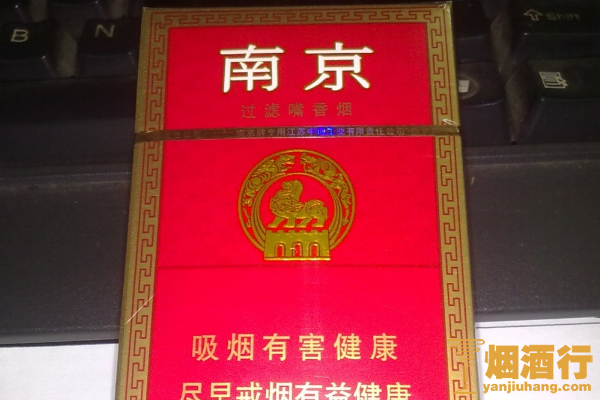 B
N
Shift
南京
过滤嘴香烟
吸烟有害健康
尽早戒烟有益健康
烟酒行
yanjiuhang.com